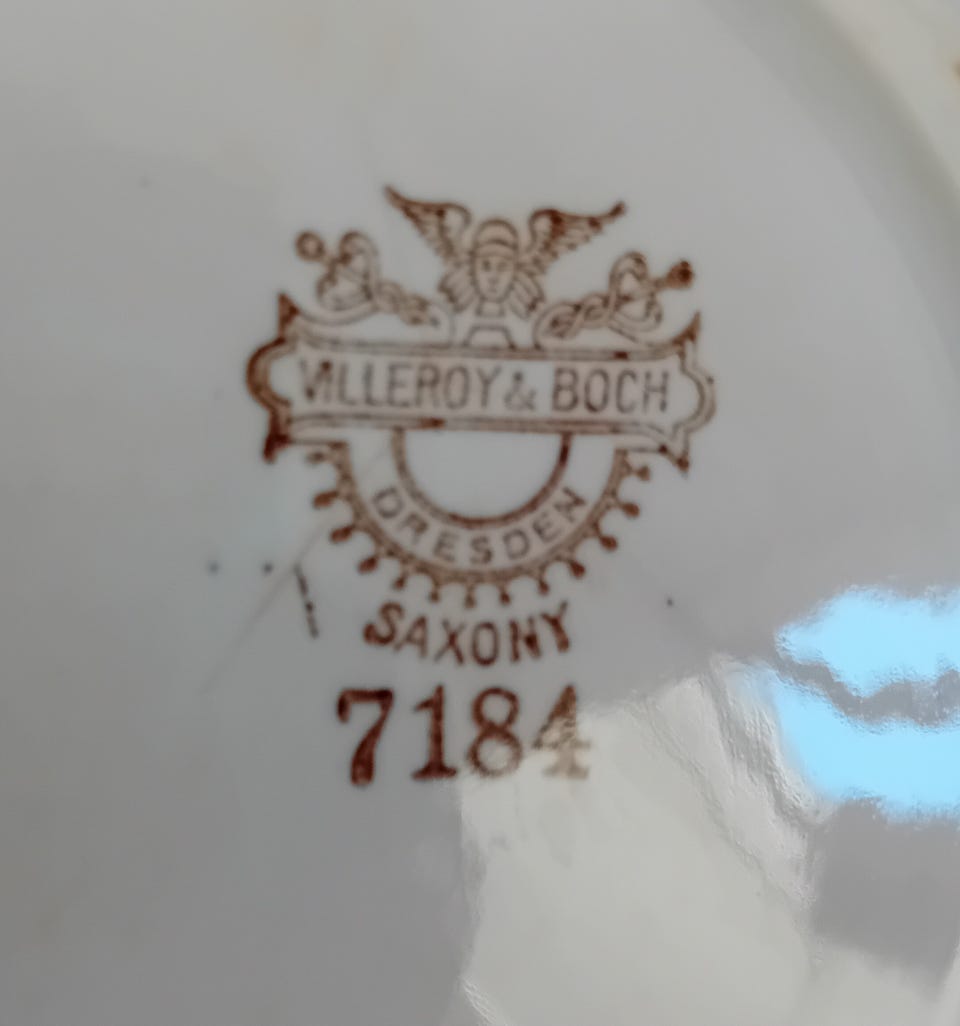 VILLEROY & BOCH
DRESDEN
SAXONY
7184